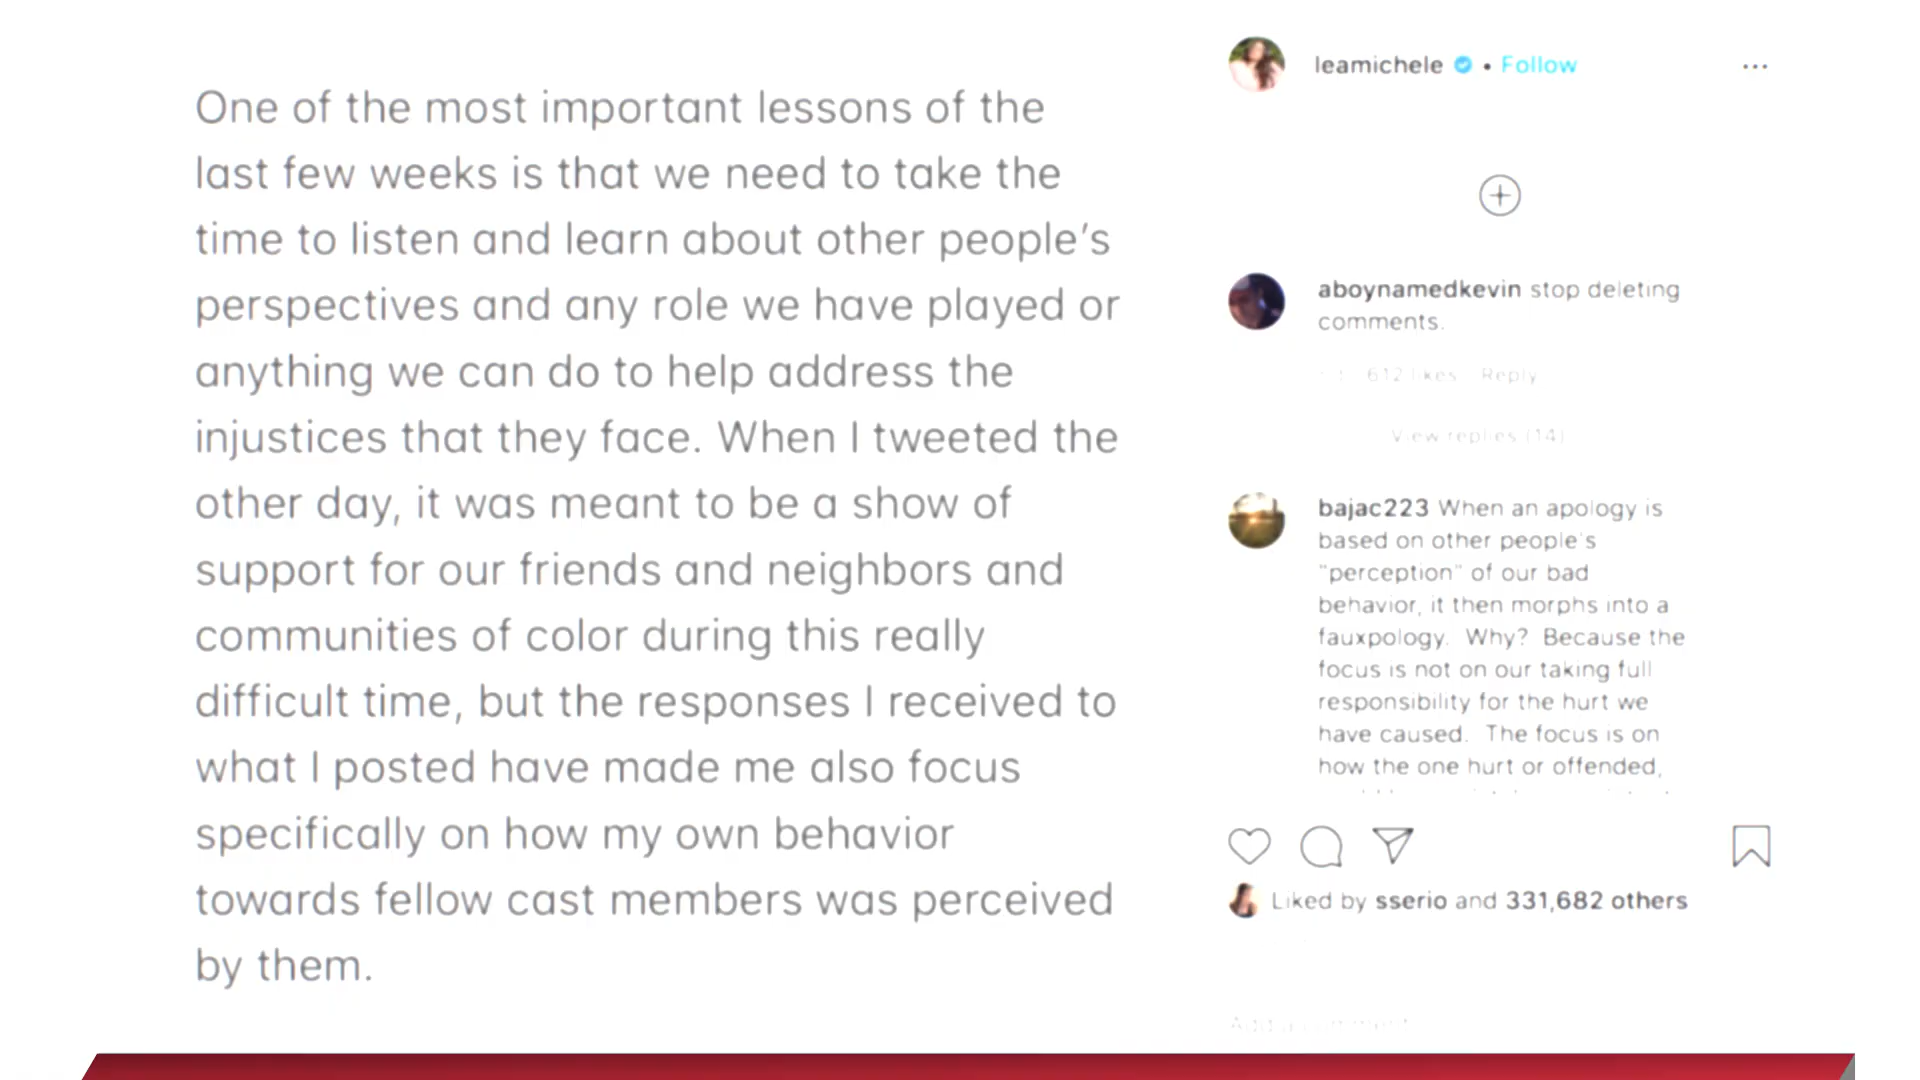 One of the most important lessons of the
last few weeks is that we need to take the
time to listen and learn about other people's
perspectives and any role we have played or
anything we can do to help address the
injustices that they face. When I tweeted the
other day, it was meant to be a show of
support for our friends and neighbors and
communities of color during this really
difficult time, but the responses I received to
what I posted have made me also focus
specifically on how my own behavior
towards fellow cast members was perceived
by them.
leamichele • Follow
aboynamedkevin stop deleting
comments.
612 likes Reply
View replies (14)
bajac223 When an apology is
based on other people's
"perception" of our bad
behavior, it then morphs into a
fauxpology. Why? Because the
focus is not on our taking full
responsibility for the hurt we
have caused. The focus is on
how the one hurt or offended,
Liked by sserio and 331,682 others
Add a comment